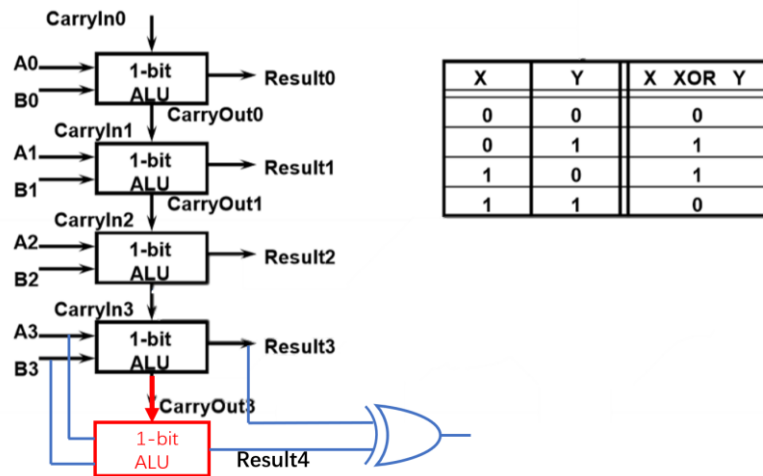 CarryIn0
A0
B0
1-bit
ALU
Result0
CarryOut0
CarryIn1
A1
B1
1-bit
ALU
Result1
CarryOut1
CarryIn2
A2
B2
1-bit
ALU
Result2
CarryIn3
A3
B3
1-bit
ALU
Result3
CarryOut3
1-bit
ALU
Result4
X Y X XOR Y
0 0 0
0 1 1
1 0 1
1 1 0